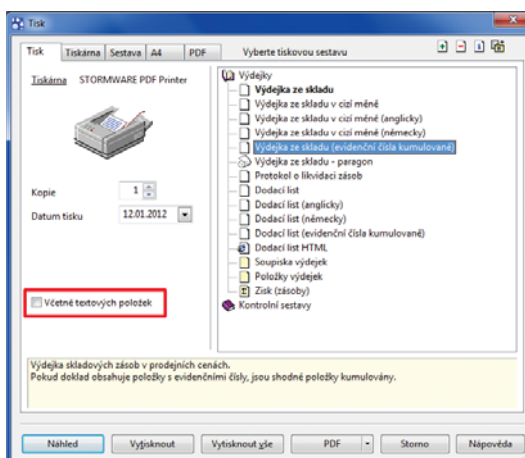 Tisk
Tisk Tiskárna Sestava A4 PDF Vyberte tiskovou sestavu
Tiskárna STORMWARE PDF Printer
Kopie 1
Datum tisku 12.01.2012
Včetně textových položek
Výdejky
Výdejka ze skladu
Výdejka ze skladu v cizí měně
Výdejka ze skladu v cizí měně (anglicky)
Výdejka ze skladu v cizí měně (německy)
Výdejka ze skladu (evidenční čísla kumulované)
Výdejka ze skladu - paragon
Protokol o likvidaci zásob
Dodací list
Dodací list (anglicky)
Dodací list (německy)
Dodací list (evidenční čísla kumulované)
Dodací list HTML
Soupiska výdejek
Položky výdejek
Zisk (zásoby)
Kontrolní sestavy
Výdejka skladových zásob v prodejních cenách.
Pokud doklad obsahuje položky s evidenčními čísly, jsou shodné položky kumulovány.
Náhled Vytisknout Vytisknout vše PDF Storno Nápověda